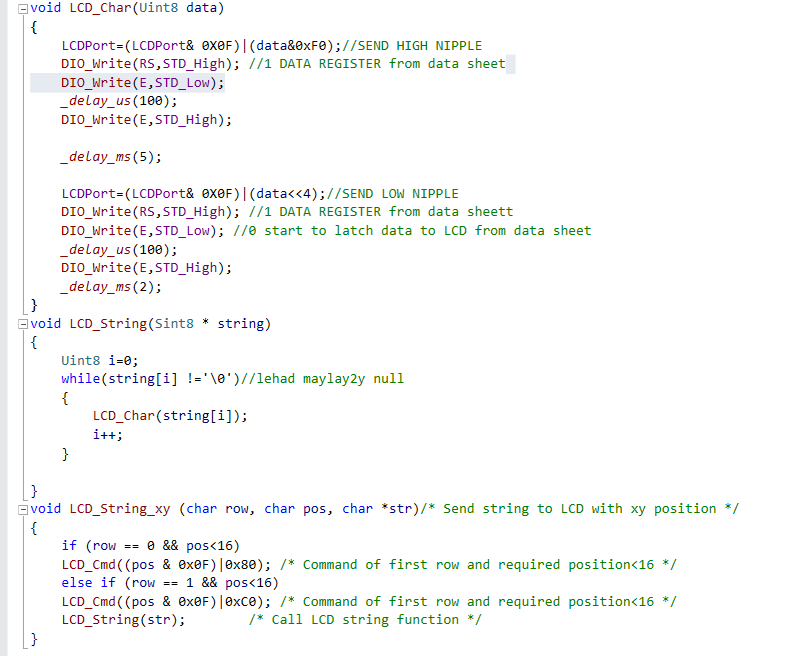 void LCD_Char(Uint8 data)
{
    LCDPort=(LCDPort& 0X0F)|(data&0xF0);//SEND HIGH NIPPLE
    DIO_Write(RS,STD_High); //1 DATA REGISTER from data sheet
    DIO_Write(E,STD_Low);
    _delay_us(100);
    DIO_Write(E,STD_High);

    _delay_ms(5);

    LCDPort=(LCDPort& 0X0F)|(data<<4);//SEND LOW NIPPLE
    DIO_Write(RS,STD_High); //1 DATA REGISTER from data sheett
    DIO_Write(E,STD_Low); //0 start to latch data to LCD from data sheet
    _delay_us(100);
    DIO_Write(E,STD_High);
    _delay_ms(2);
}
void LCD_String(Sint8 * string)
{
    Uint8 i=0;
    while(string[i] !='\0')//lehad maylay2y null
    {
        LCD_Char(string[i]);
        i++;
    }

}
void LCD_String_xy (char row, char pos, char *str)/* Send string to LCD with xy position */
{
    if (row == 0 && pos<16)
    LCD_Cmd((pos & 0x0F)|0x80); /* Command of first row and required position<16 */
    else if (row == 1 && pos<16)
    LCD_Cmd((pos & 0x0F)|0xC0); /* Command of first row and required position<16 */
    LCD_String(str);        /* Call LCD string function */
}